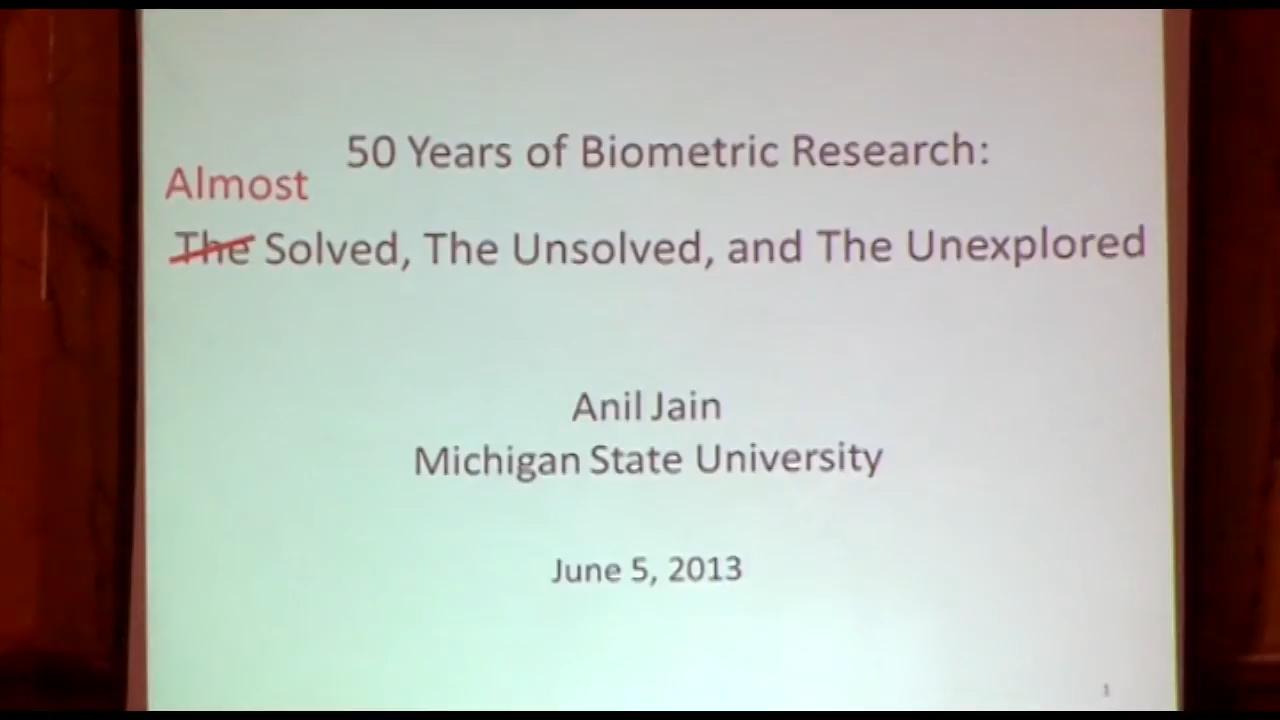 50 Years of Biometric Research:
Almost
The Solved, The Unsolved, and The Unexplored
Anil Jain
Michigan State University
June 5, 2013
1